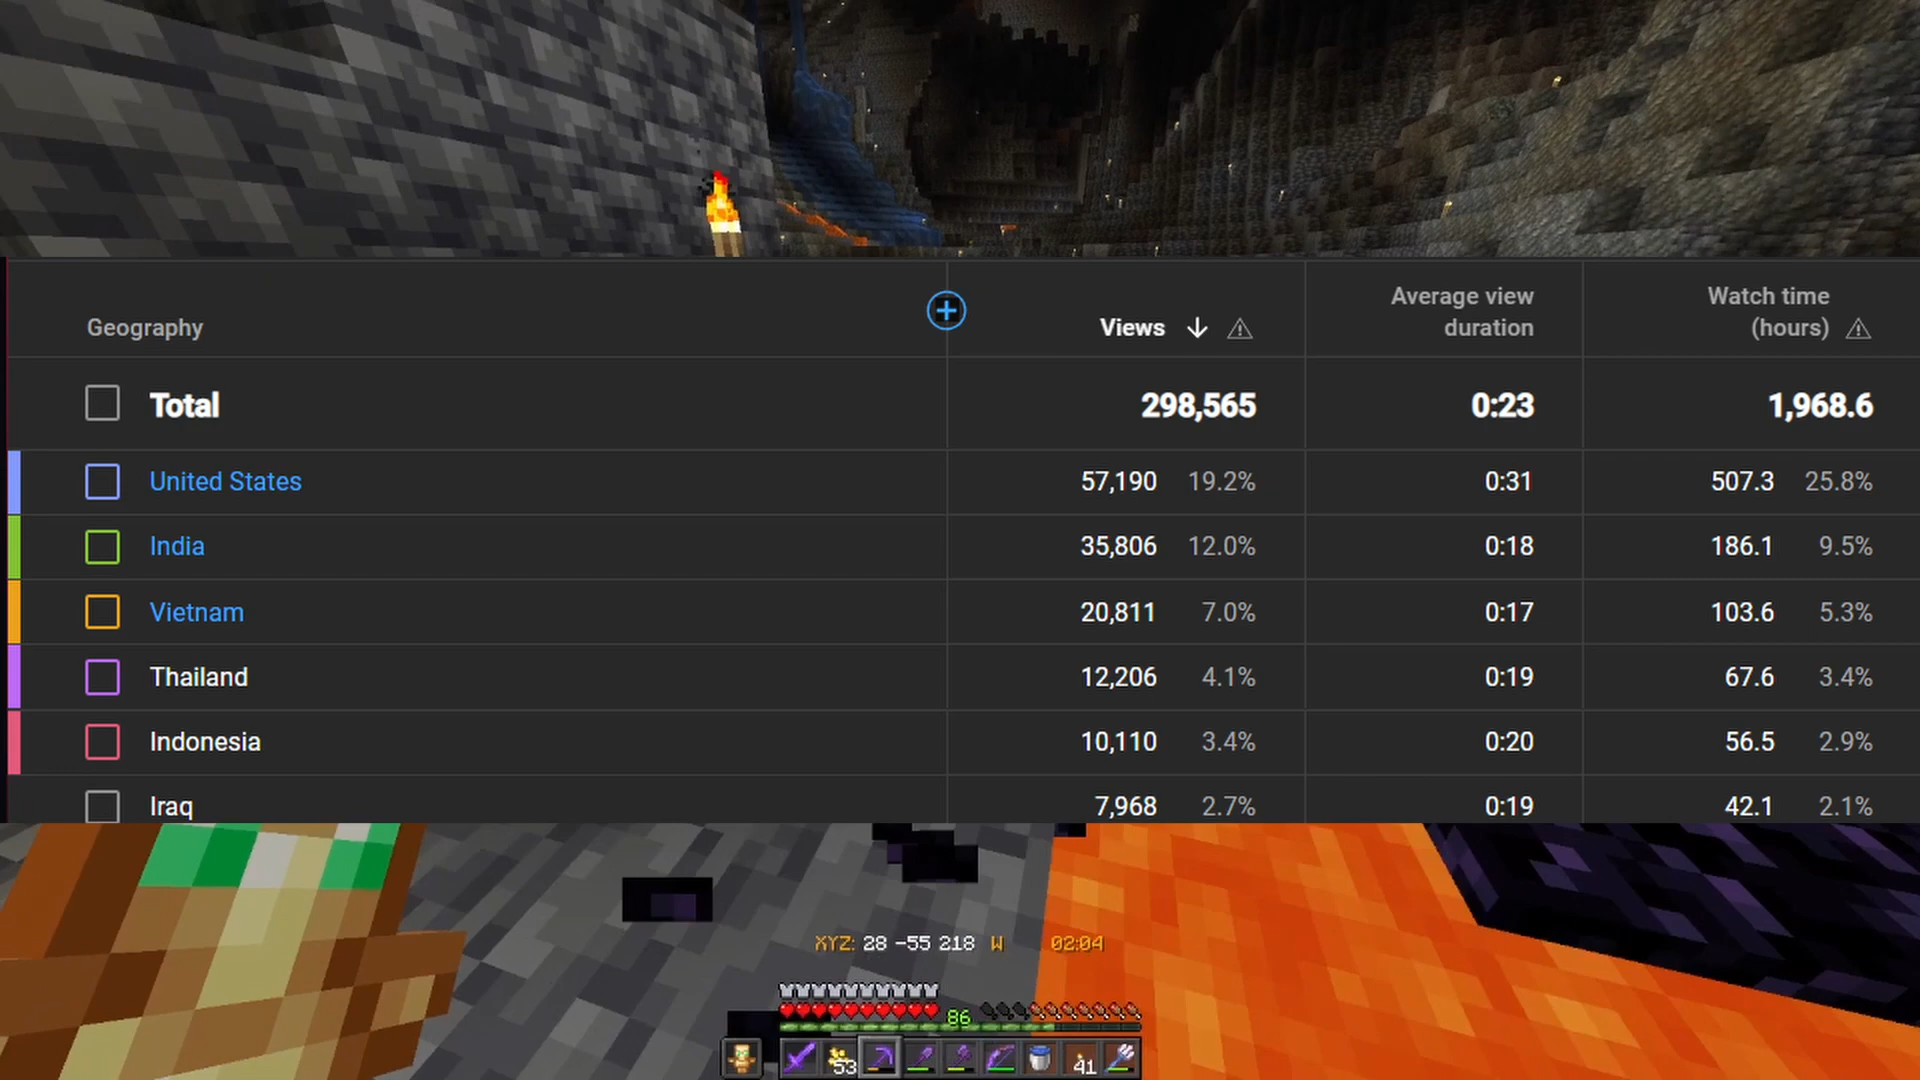 Geography Views Average view duration Watch time (hours)
Total 298,565 0:23 1,968.6
United States 57,190 19.2% 0:31 507.3 25.8%
India 35,806 12.0% 0:18 186.1 9.5%
Vietnam 20,811 7.0% 0:17 103.6 5.3%
Thailand 12,206 4.1% 0:19 67.6 3.4%
Indonesia 10,110 3.4% 0:20 56.5 2.9%
Iraq 7,968 2.7% 0:19 42.1 2.1%
XYZ: 28 -55 218 W 02:04
86
53 41